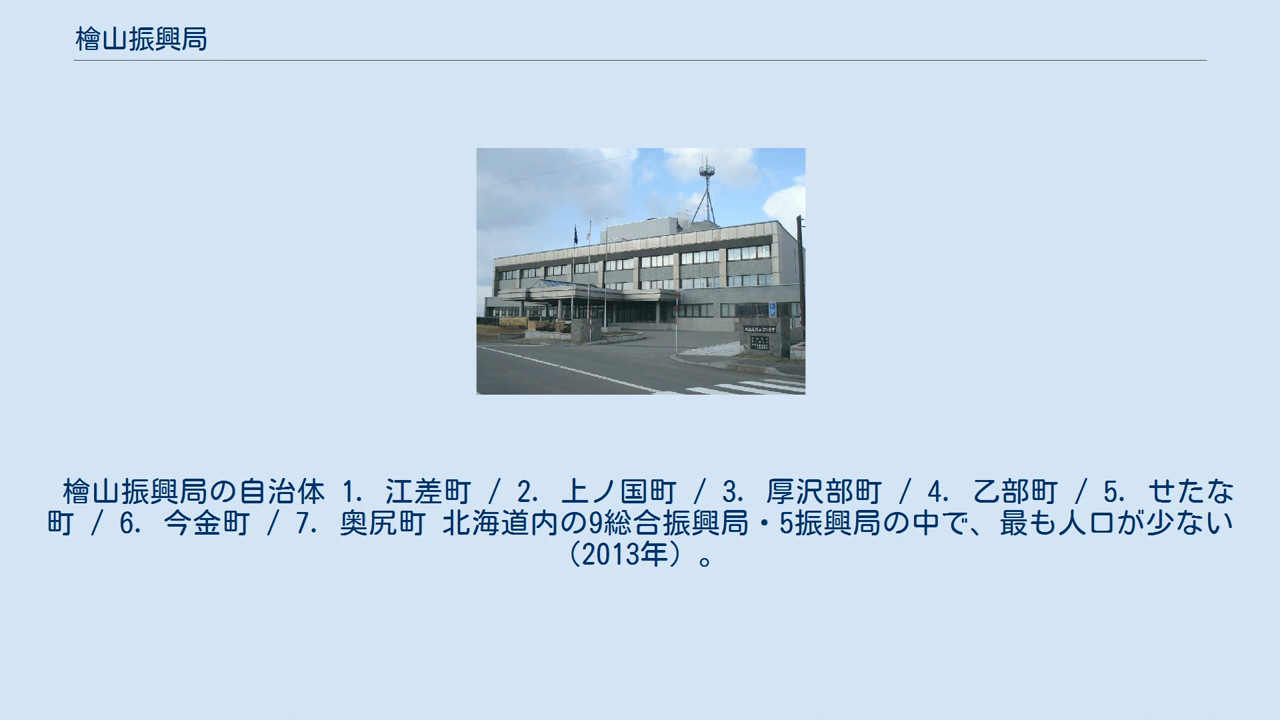 檜山振興局
檜山振興局の自治体 1. 江差町 / 2. 上ノ国町 / 3. 厚沢部町 / 4. 乙部町 / 5. せたな
町 / 6. 今金町 / 7. 奥尻町 北海道内の9総合振興局・5振興局の中で、最も人口が少ない
（2013年）。